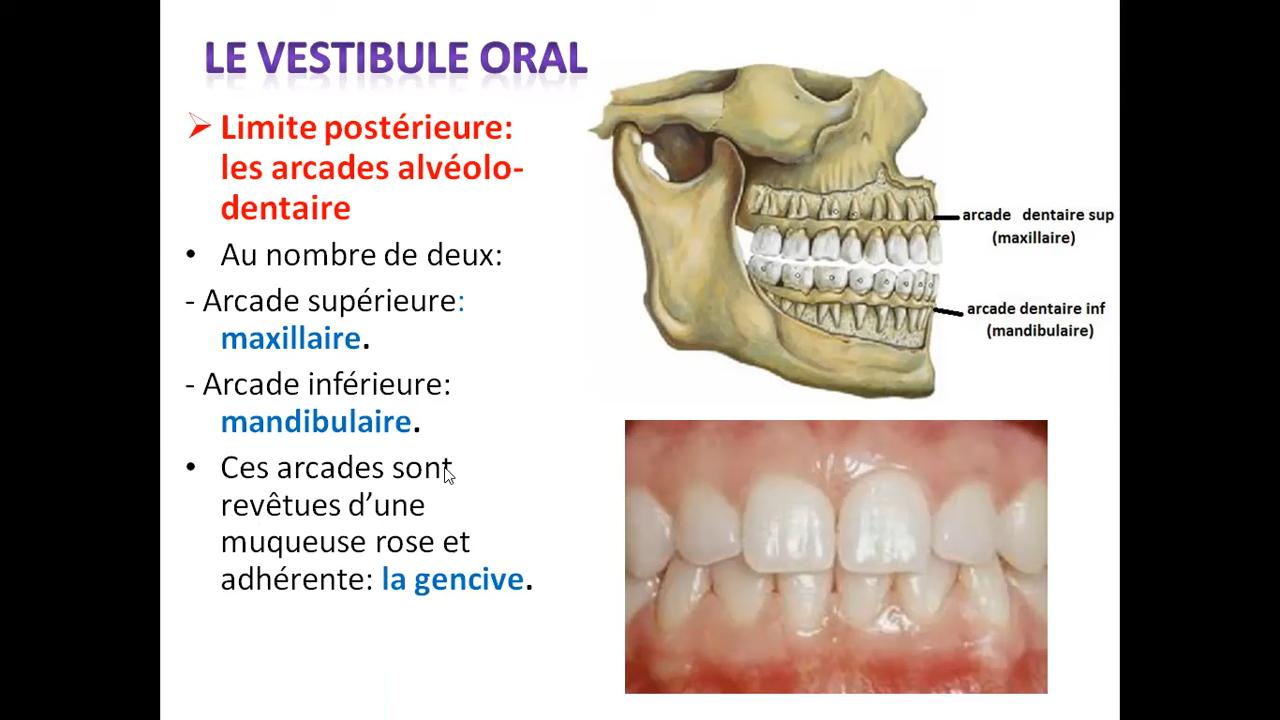 LE VESTIBULE ORAL
➢ Limite postérieure:
les arcades alvéolo-
dentaire
• Au nombre de deux:
- Arcade supérieure:
maxillaire.
- Arcade inférieure:
mandibulaire.
• Ces arcades sont
revêtues d’une
muqueuse rose et
adhérente: la gencive.
arcade dentaire sup
(maxillaire)
arcade dentaire inf
(mandibulaire)